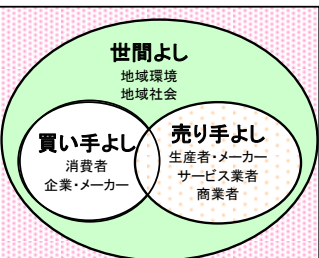 世間よし
地域環境
地域社会
買い手よし
消費者
企業・メーカー
売り手よし
生産者・メーカー
サービス業者
商業者